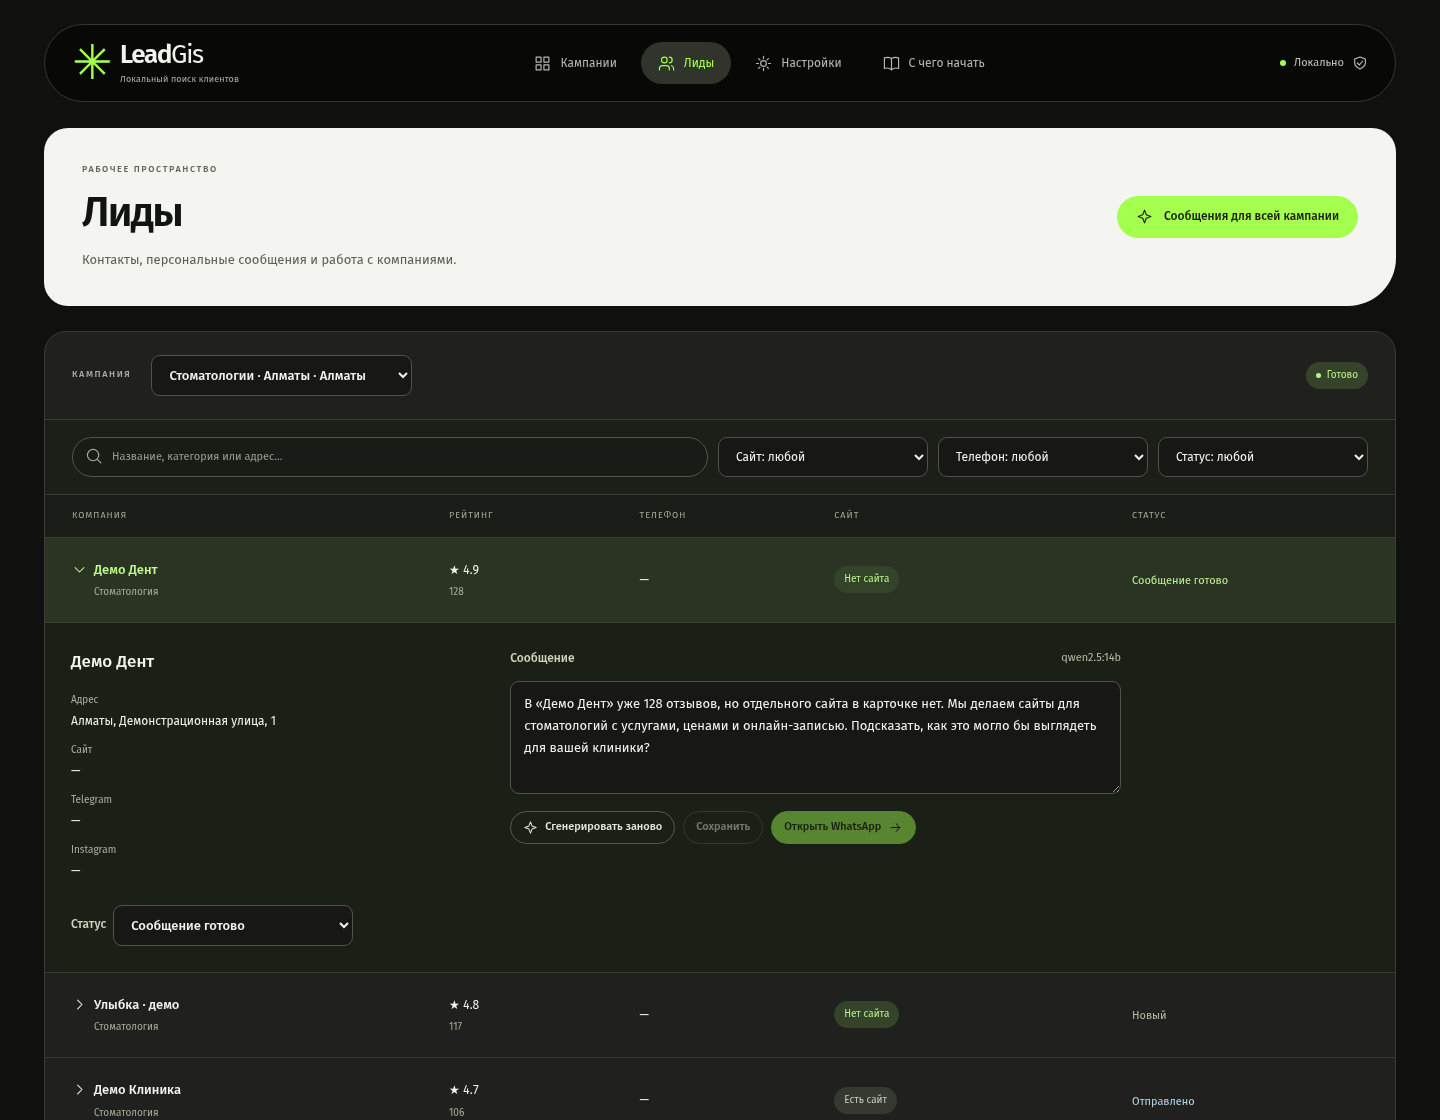 LeadGis
Локальный поиск клиентов
Кампании
Лиды
Настройки
С чего начать
Локально
РАБОЧЕЕ ПРОСТРАНСТВО
Лиды
Контакты, персональные сообщения и работа с компаниями.
Сообщения для всей кампании
КАМПАНИЯ
Стоматологии · Алматы · Алматы
Готово
Название, категория или адрес...
Сайт: любой
Телефон: любой
Статус: любой
КОМПАНИЯ
РЕЙТИНГ
ТЕЛЕФОН
САЙТ
СТАТУС
Демо Дент
Стоматология
★ 4.9
128
—
Нет сайта
Сообщение готово
Демо Дент
Адрес
Алматы, Демонстрационная улица, 1
Сайт
—
Telegram
—
Instagram
—
Статус
Сообщение готово
Сообщение
qwen2.5:14b
В «Демо Дент» уже 128 отзывов, но отдельного сайта в карточке нет. Мы делаем сайты для
стоматологий с услугами, ценами и онлайн-записью. Подсказать, как это могло бы выглядеть
для вашей клиники?
Сгенерировать заново
Сохранить
Открыть WhatsApp →
Улыбка · демо
Стоматология
★ 4.8
117
—
Нет сайта
Новый
Демо Клиника
Стоматология
★ 4.7
106
—
Есть сайт
Отправлено